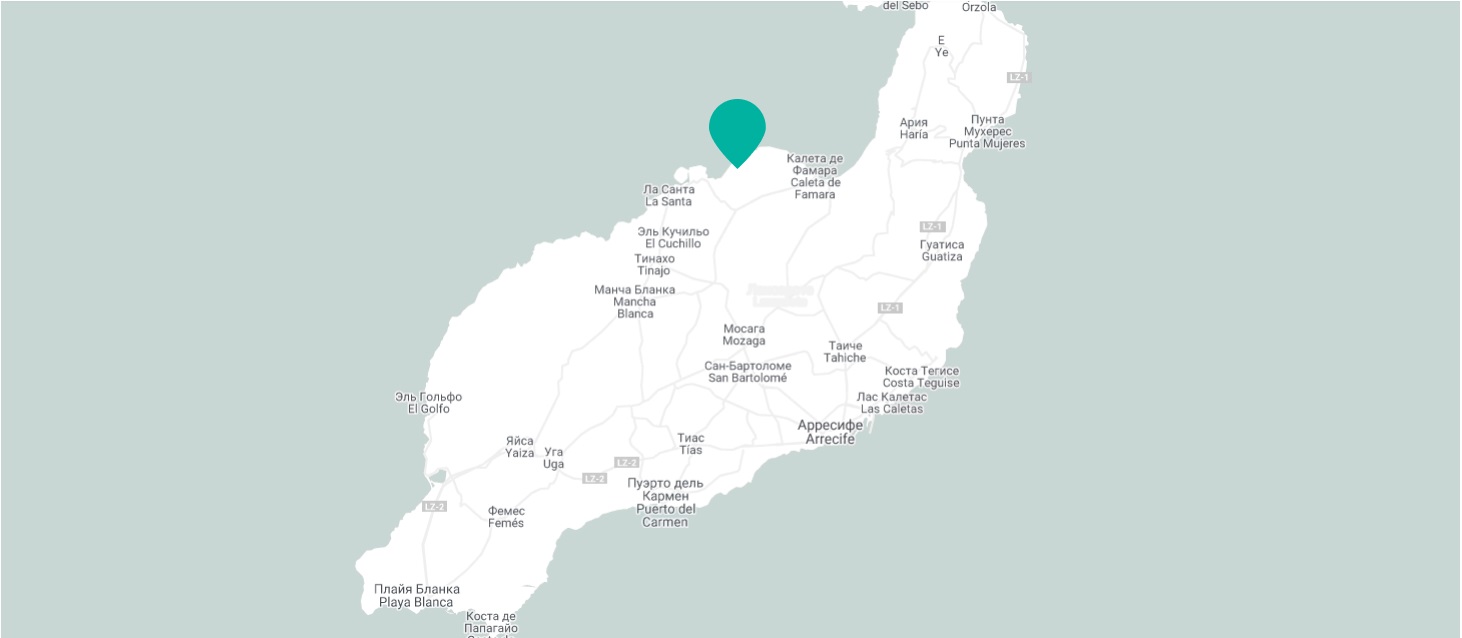 del Sebo
Orzola
Е
Ye
LZ-1
Ария
Haría
Пунта
Мухерес
Punta Mujeres
Калета де
Фамара
Caleta de
Famara
Ла Санта
La Santa
LZ-1
Эль Кучильо
El Cuchillo
Гуатиса
Guatiza
Тинахо
Tinajo
Манча Бланка
Mancha
Blanca
LZ-1
Мосага
Mozaga
Таиче
Tahiche
Сан-Бартоломе
San Bartolomé
Коста Тегисе
Costa Teguise
Эль Гольфо
El Golfo
Лас Калетас
Las Caletas
Арресифе
Arrecife
Яйса
Yaiza
Уга
Uga
Тиас
Tías
LZ-2
LZ-2
Пуэрто дель
Кармен
Puerto del
Carmen
LZ-2
Фемес
Femés
Плайя Бланка
Playa Blanca
Коста де
Папагайо